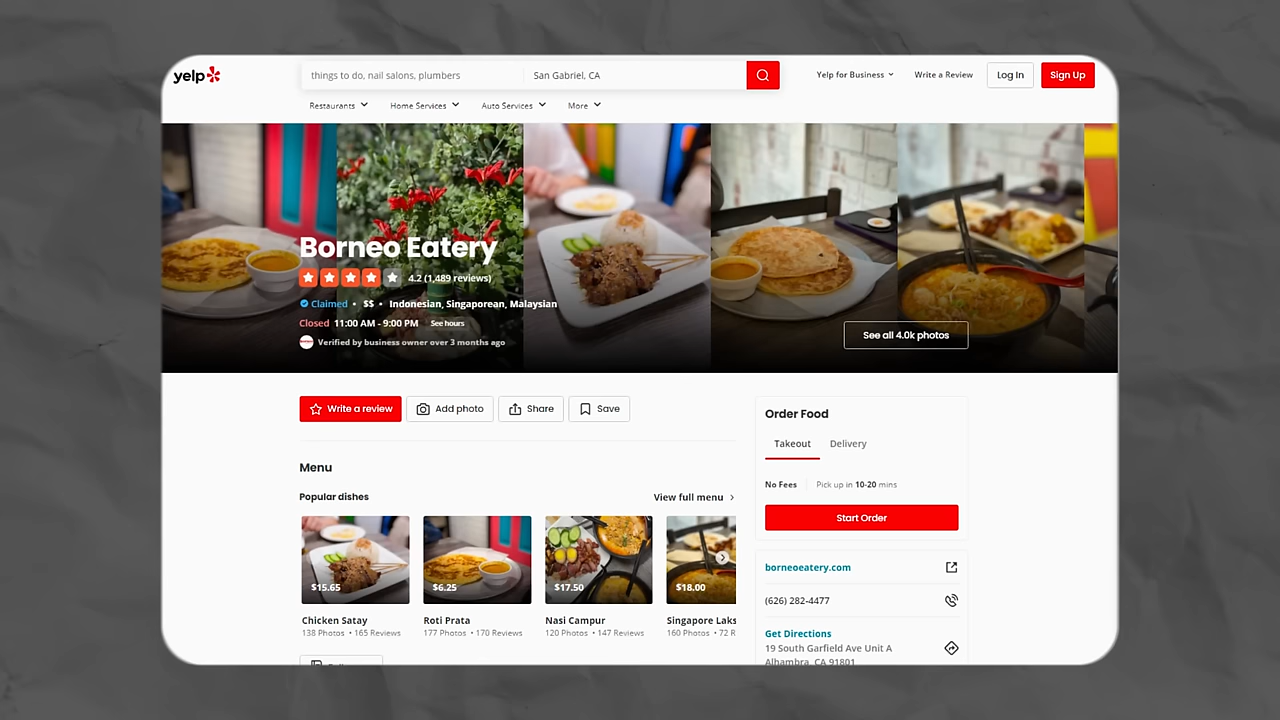 yelp
things to do, nail salons, plumbers
San Gabriel, CA
Yelp for Business
Write a Review
Log In
Sign Up
Restaurants
Home Services
Auto Services
More
Borneo Eatery
4.2 (1,489 reviews)
Claimed • $$ • Indonesian, Singaporean, Malaysian
Closed 11:00 AM - 9:00 PM See hours
Verified by business owner over 3 months ago
See all 4.0k photos
Write a review
Add photo
Share
Save
Menu
Popular dishes
View full menu
$15.65
$6.25
$17.50
$18.00
Chicken Satay
138 Photos • 165 Reviews
Roti Prata
177 Photos • 170 Reviews
Nasi Campur
120 Photos • 147 Reviews
Singapore Laks
160 Photos • 72 R
Order Food
Takeout
Delivery
No Fees
Pick up in 10-20 mins
Start Order
borneoeatery.com
(626) 282-4477
Get Directions
19 South Garfield Ave Unit A
Alhambra, CA 91801